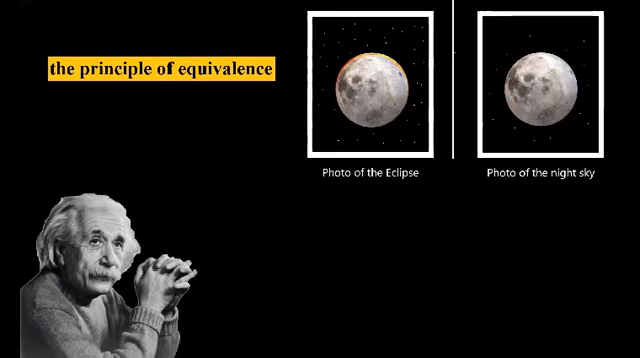 the principle of equivalence
Photo of the Eclipse
Photo of the night sky